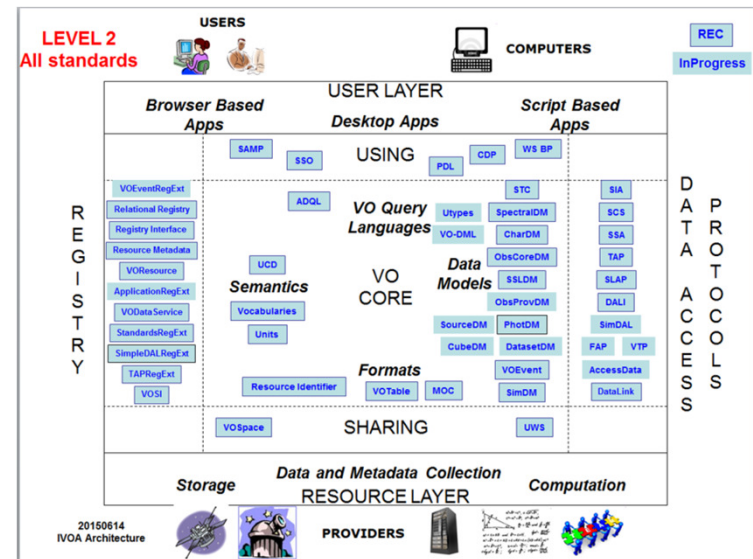 LEVEL 2
All standards
USERS
COMPUTERS
REC
InProgress
USER LAYER
Browser Based
Apps
Desktop Apps
Script Based
Apps
USING
SAMP
SSO
PDL
CDP
WS BP
REGISTRY
VOEventRegExt
Relational Registry
Registry Interface
Resource Metadata
VOResource
ApplicationRegExt
VODataService
StandardsRegExt
SimpleDALRegExt
TAPRegExt
VOSI
ADQL
VO Query
Languages
UCD
Semantics
Vocabularies
Units
VO
CORE
Formats
Resource Identifier
VOTable
MOC
Data
Models
Utypes
VO-DML
STC
SpectralDM
CharDM
ObsCoreDM
SSLDM
ObsProvDM
SourceDM
PhotDM
CubeDM
DatasetDM
VOEvent
SimDM
SIA
SCS
SSA
TAP
SLAP
DALI
SimDAL
FAP
VTP
AccessData
DataLink
DATA ACCESS
PROTOCOLS
VOSpace
SHARING
UWS
Data and Metadata Collection
Storage
Computation
RESOURCE LAYER
20150614
IVOA Architecture
PROVIDERS